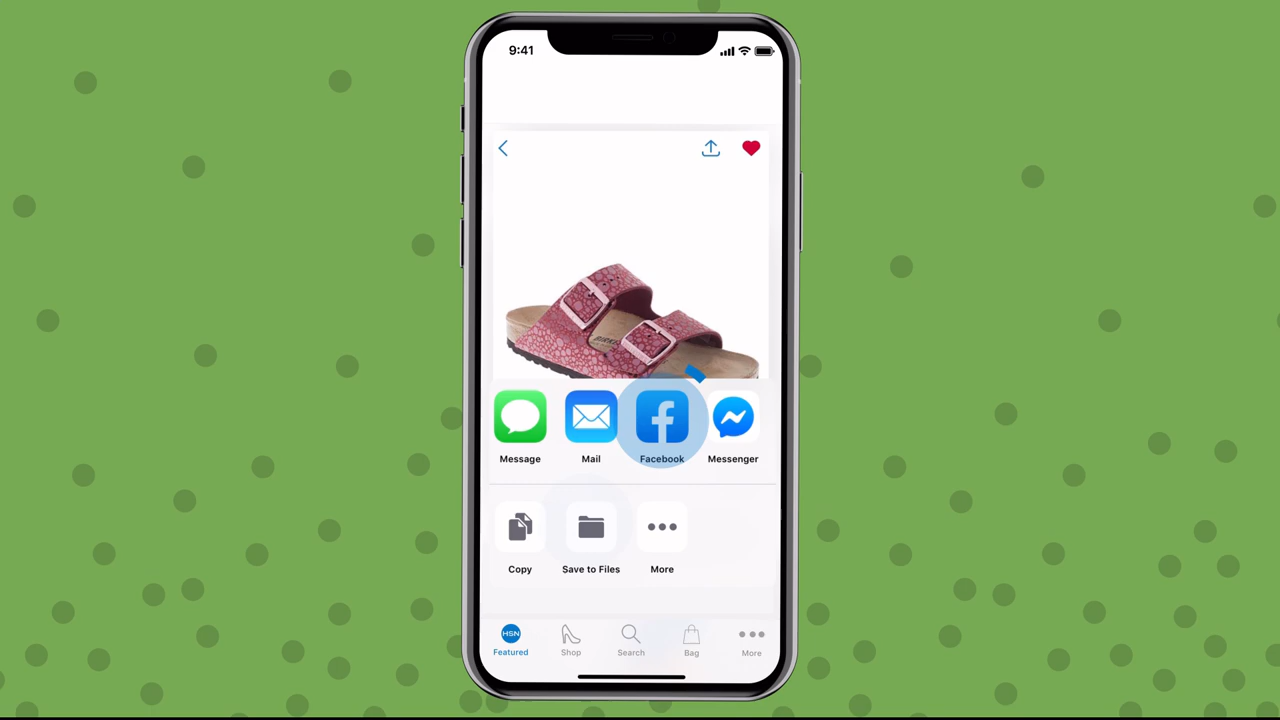 9:41
Message
Mail
Facebook
Messenger
Copy
Save to Files
More
HSN
Featured
Shop
Search
Bag
More